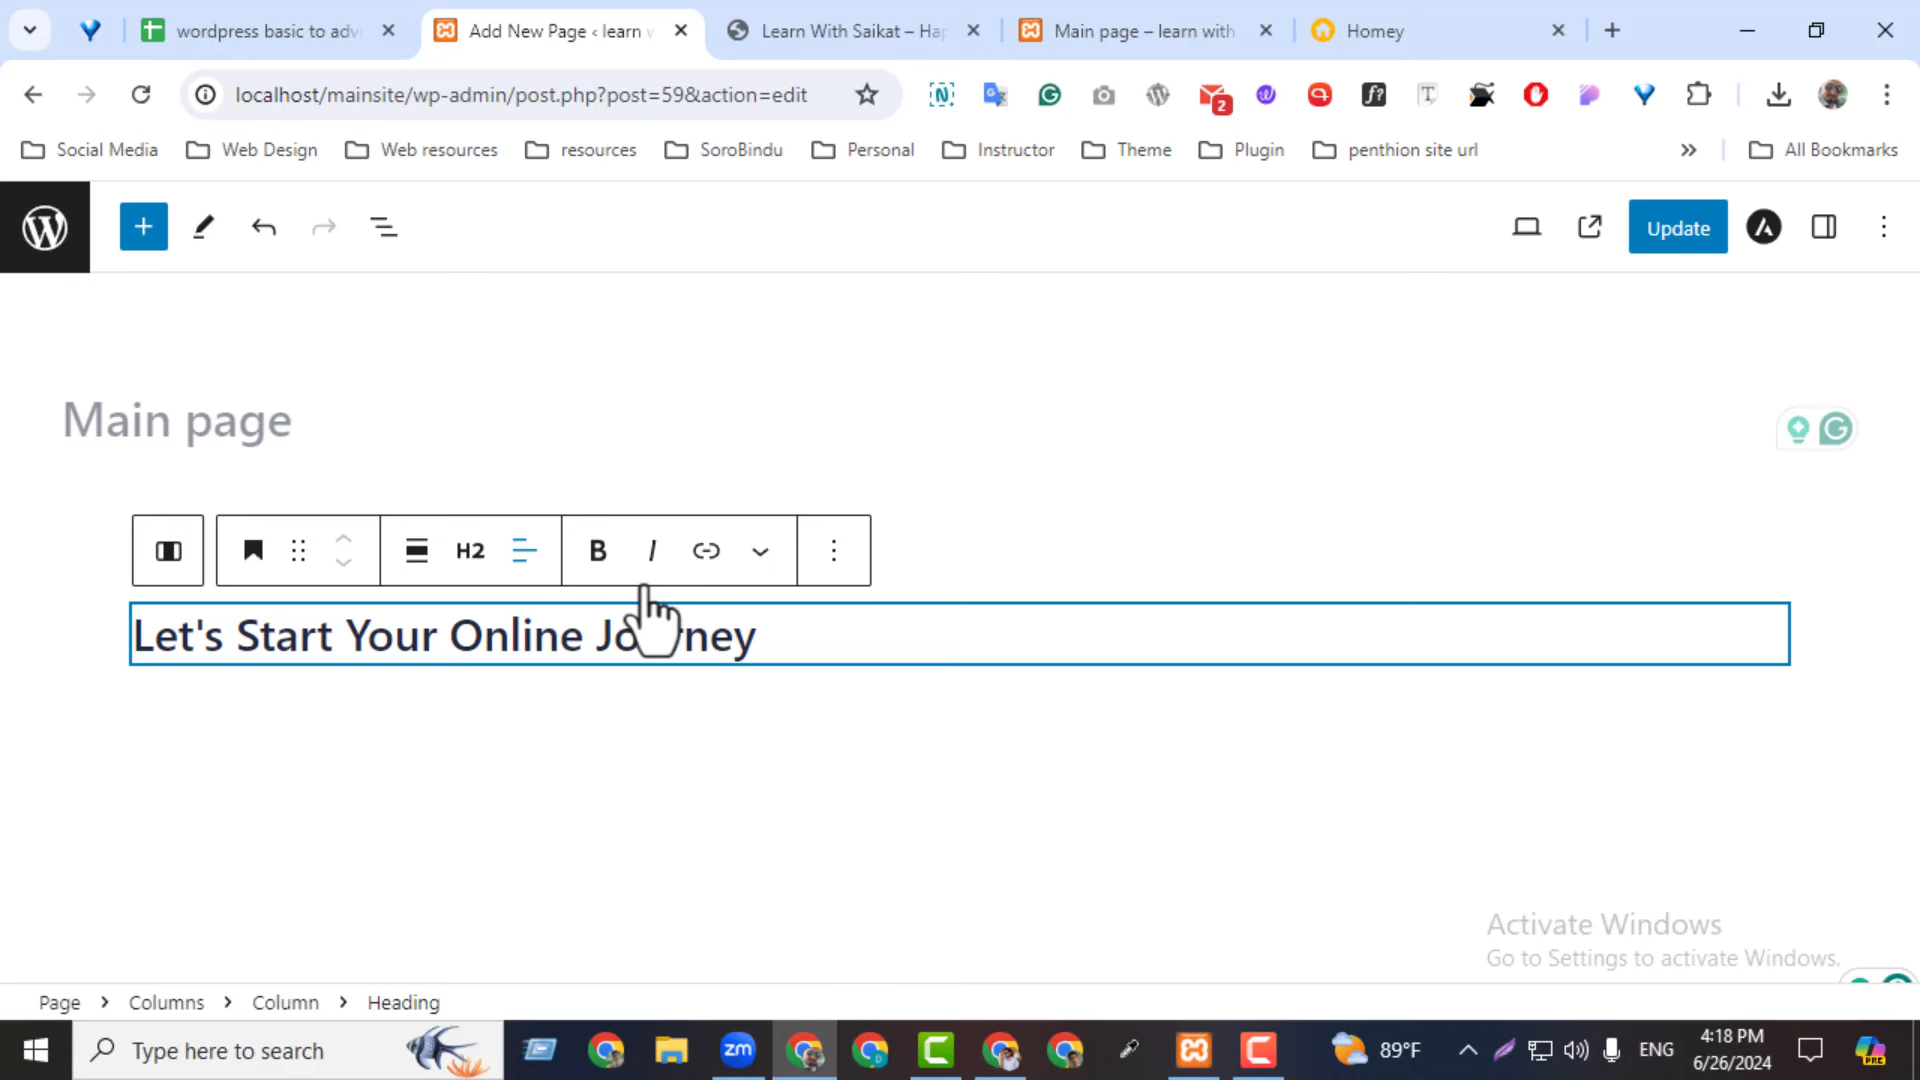 wordpress basic to adv
Add New Page ‹ learn w
Learn With Saikat – Hap
Main page – learn with
Homey
localhost/mainsite/wp-admin/post.php?post=59&action=edit
2
Social Media
Web Design
Web resources
resources
SoroBindu
Personal
Instructor
Theme
Plugin
penthion site url
All Bookmarks
Update
Main page
H2
B
I
Let's Start Your Online Jo ney
Activate Windows
Go to Settings to activate Windows.
Page
Columns
Column
Heading
Type here to search
zm
89°F
ENG
4:18 PM
6/26/2024
PRE